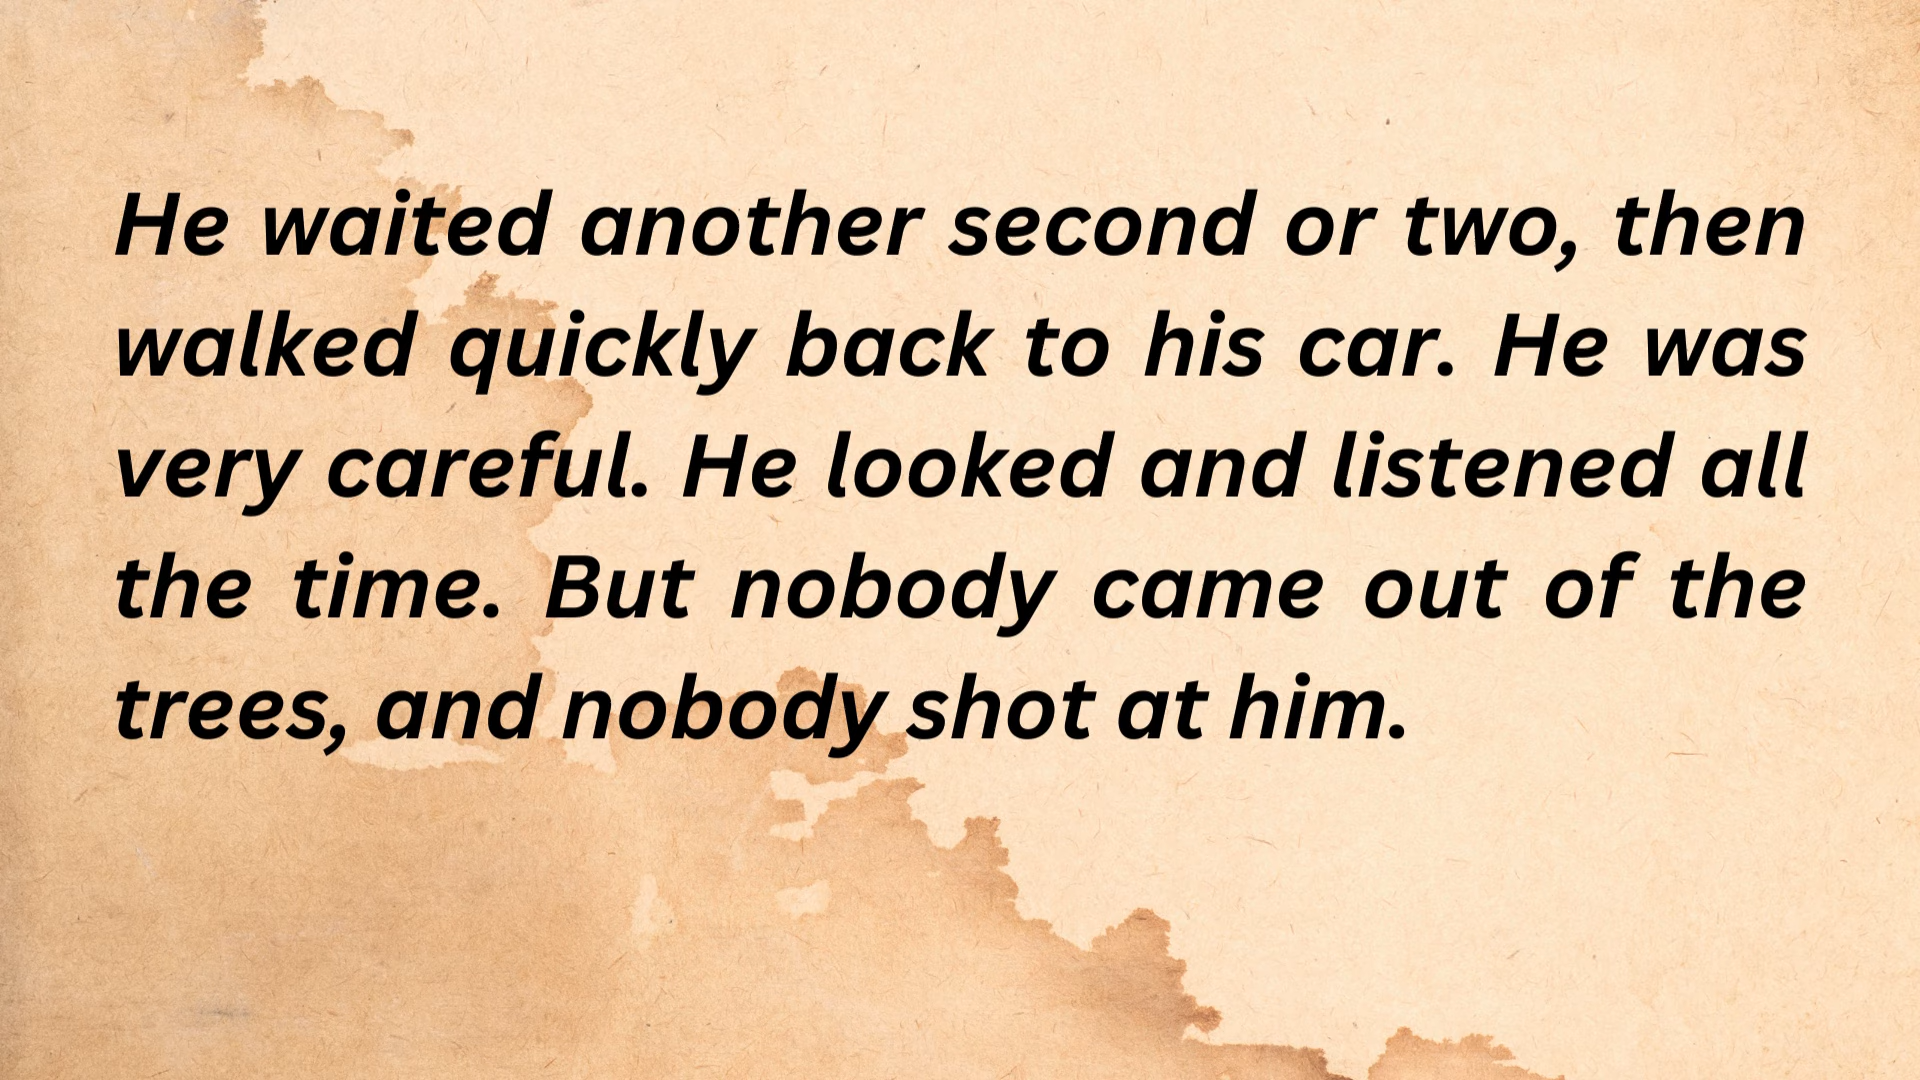 He waited another second or two, then
walked quickly back to his car. He was
very careful. He looked and listened all
the time. But nobody came out of the
trees, and nobody shot at him.